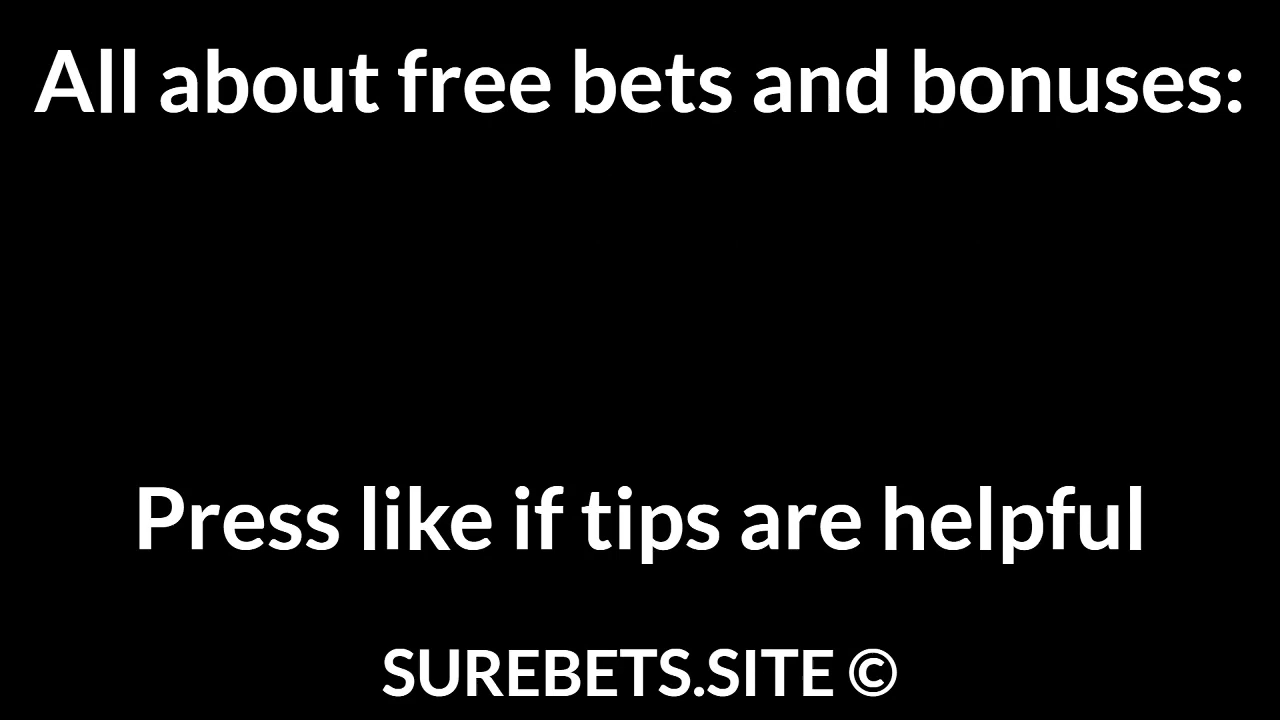 All about free bets and bonuses:
Press like if tips are helpful
SUREBETS.SITE ©